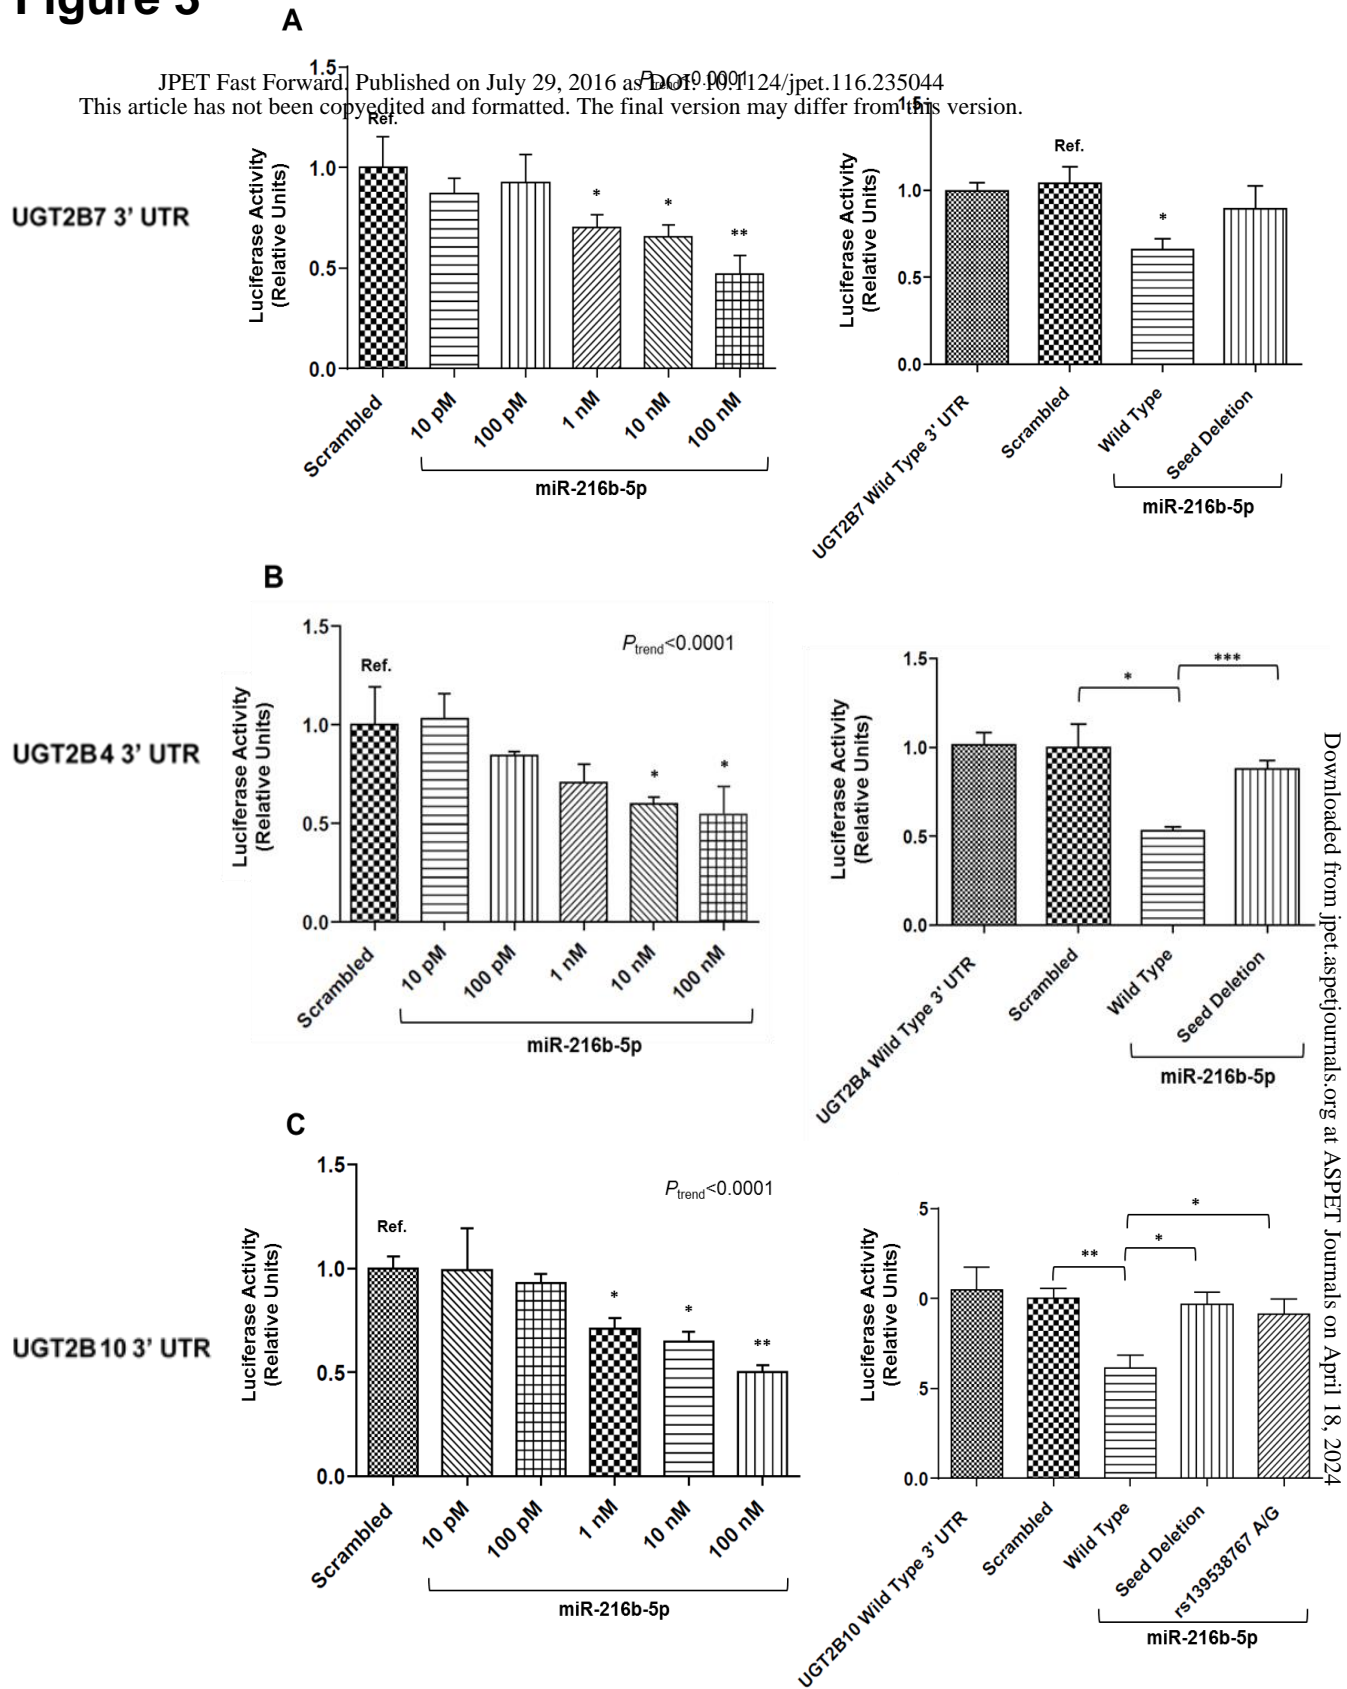 Figure 3
A
JPET Fast Forward. Published on July 29, 2016 as DOI: 10.1124/jpet.116.235044
This article has not been copyedited and formatted. The final version may differ from this version.
UGT2B7 3' UTR
Luciferase Activity
(Relative Units)
1.5
1.0
0.5
0.0
Ref.
*
*
**
Scrambled
10 pM
100 pM
1 nM
10 nM
100 nM
miR-216b-5p
Luciferase Activity
(Relative Units)
1.5
1.0
0.5
0.0
Ref.
*
UGT2B7 Wild Type 3' UTR
Scrambled
Wild Type
Seed Deletion
miR-216b-5p
B
UGT2B4 3' UTR
Luciferase Activity
(Relative Units)
1.5
1.0
0.5
0.0
Ref.
Ptrend<0.0001
*
*
Scrambled
10 pM
100 pM
1 nM
10 nM
100 nM
miR-216b-5p
Luciferase Activity
(Relative Units)
1.5
1.0
0.5
0.0
*
***
UGT2B4 Wild Type 3' UTR
Scrambled
Wild Type
Seed Deletion
miR-216b-5p
C
UGT2B10 3' UTR
Luciferase Activity
(Relative Units)
1.5
1.0
0.5
0.0
Ref.
Ptrend<0.0001
*
*
**
Scrambled
10 pM
100 pM
1 nM
10 nM
100 nM
miR-216b-5p
Luciferase Activity
(Relative Units)
5
0
5
0.0
**
*
*
UGT2B10 Wild Type 3' UTR
Scrambled
Wild Type
Seed Deletion
rs139538767 A/G
miR-216b-5p
Downloaded from jpet.aspetjournals.org at ASPET Journals on April 18, 2024